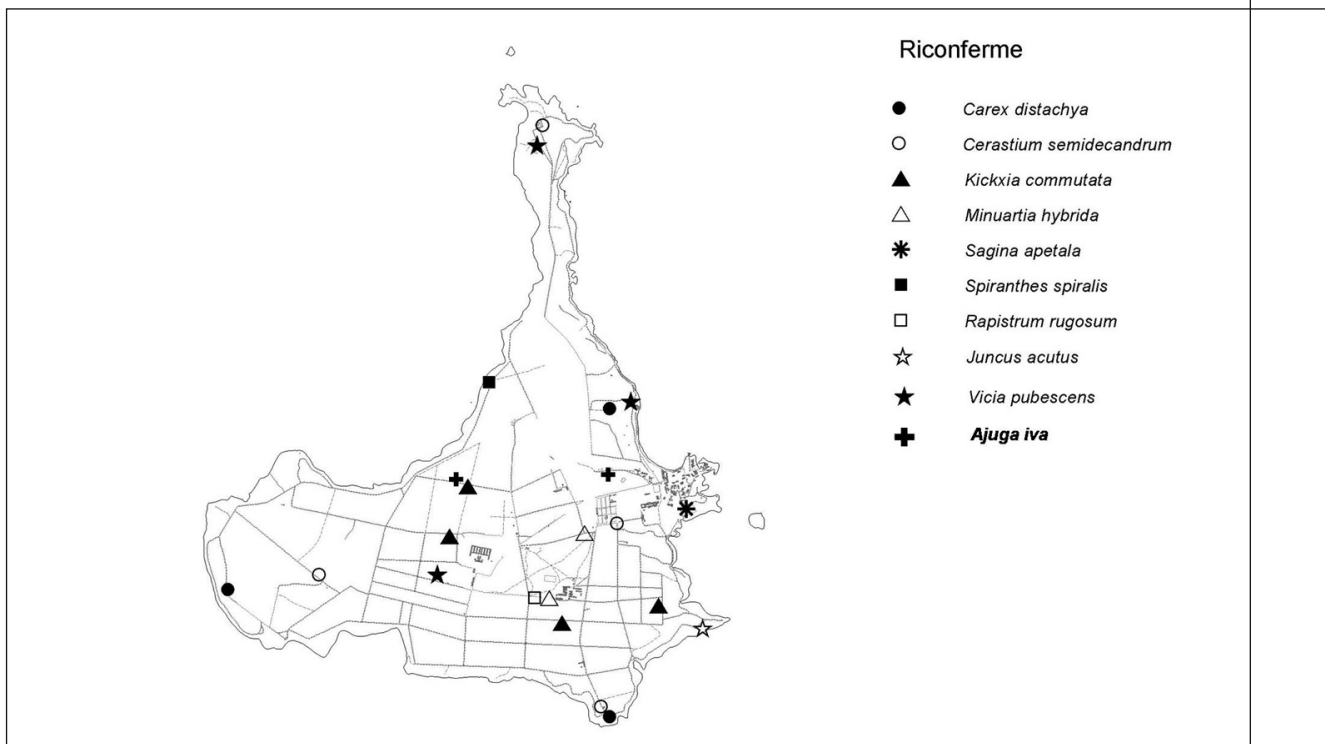 Riconferme
Carex distachya
Cerastium semidecandrum
Kickxia commutata
Minuartia hybrida
Sagina apetala
Spiranthes spiralis
Rapistrum rugosum
Juncus acutus
Vicia pubescens
Ajuga iva